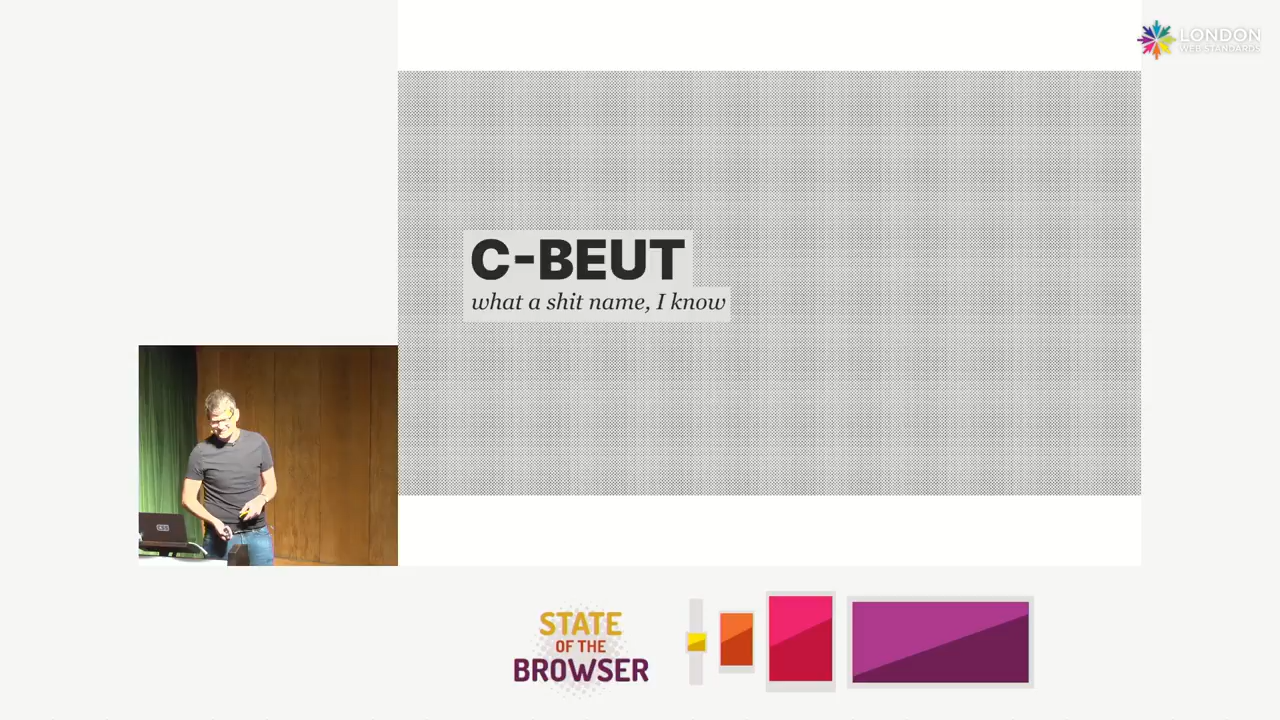 LONDON
WEB STANDARDS
C-BEUT
what a shit name, I know
STATE
OF THE
BROWSER